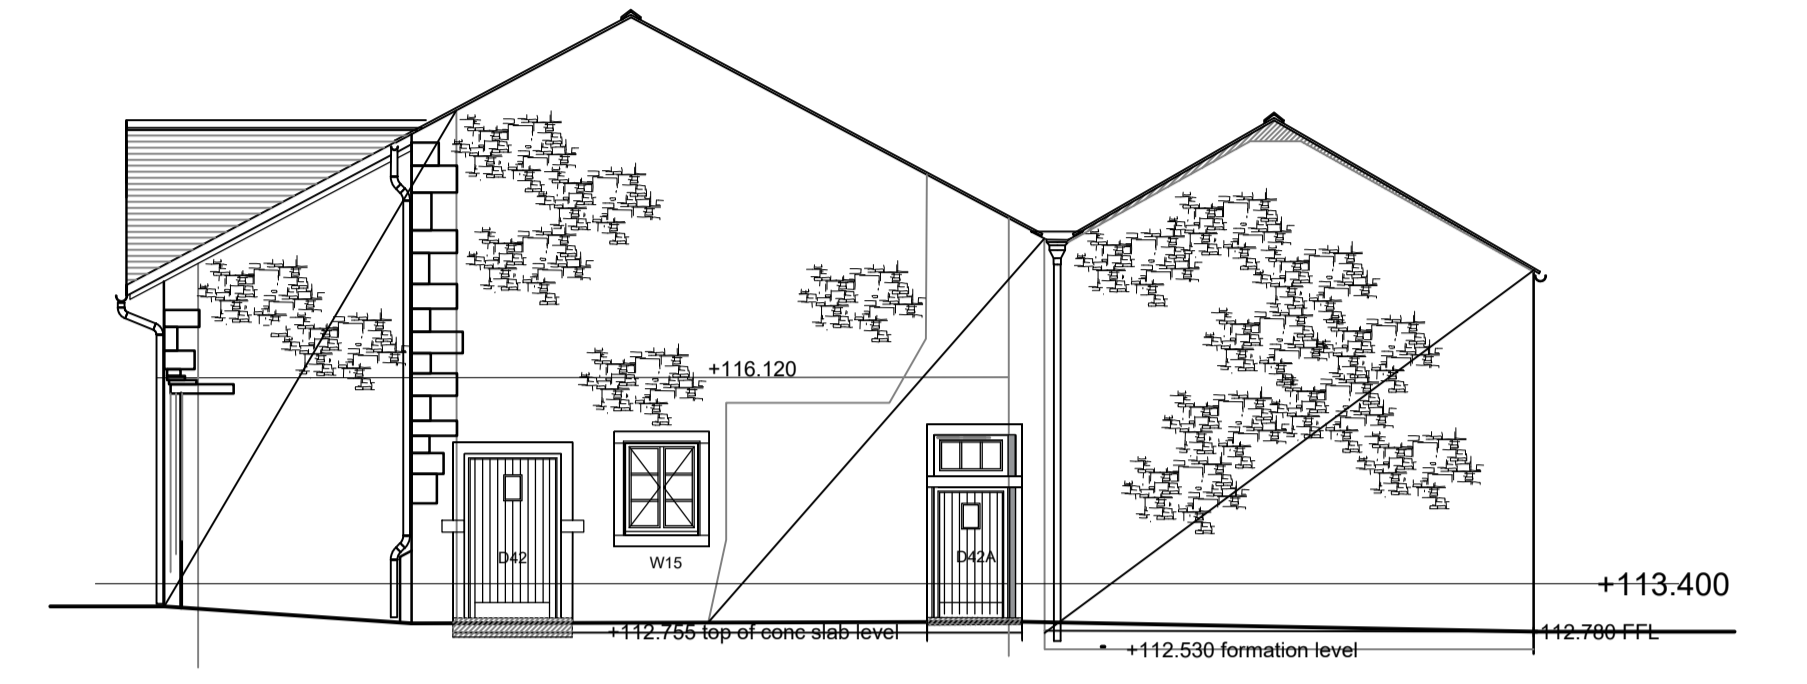 +116.120
D42
W15
D42A
+113.400
+112.755 top of conc slab level
112.780 FFL
+112.530 formation level